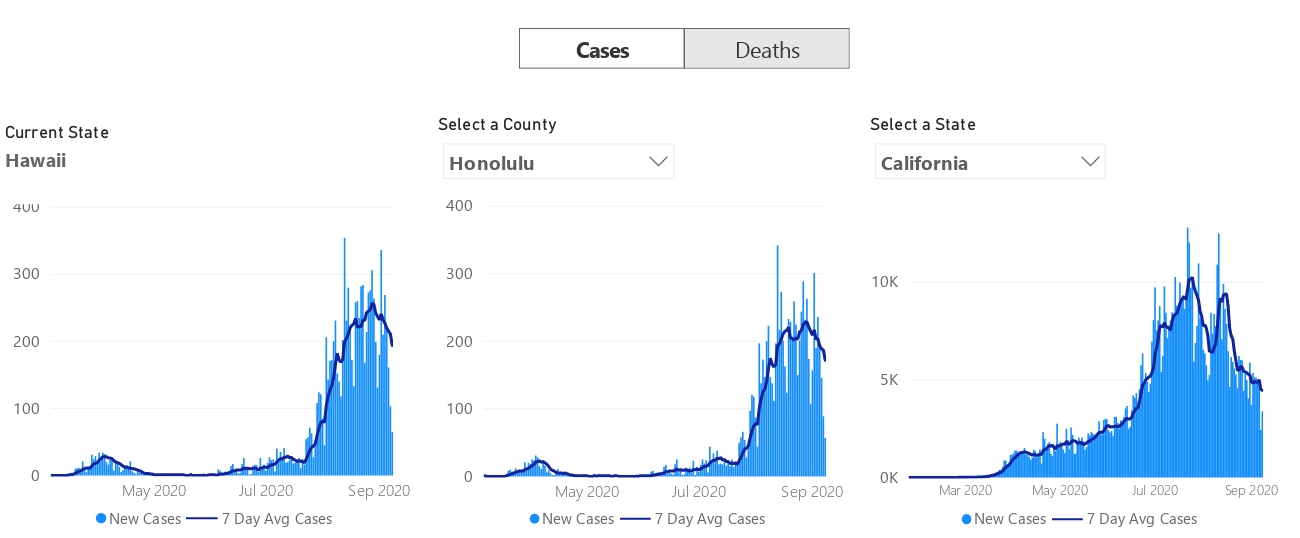 Cases Deaths
Current State
Hawaii
400
300
200
100
0
May 2020 Jul 2020 Sep 2020
New Cases 7 Day Avg Cases
Select a County
Honolulu
400
300
200
100
0
May 2020 Jul 2020 Sep 2020
New Cases 7 Day Avg Cases
Select a State
California
10K
5K
0K
Mar 2020 May 2020 Jul 2020 Sep 2020
New Cases 7 Day Avg Cases